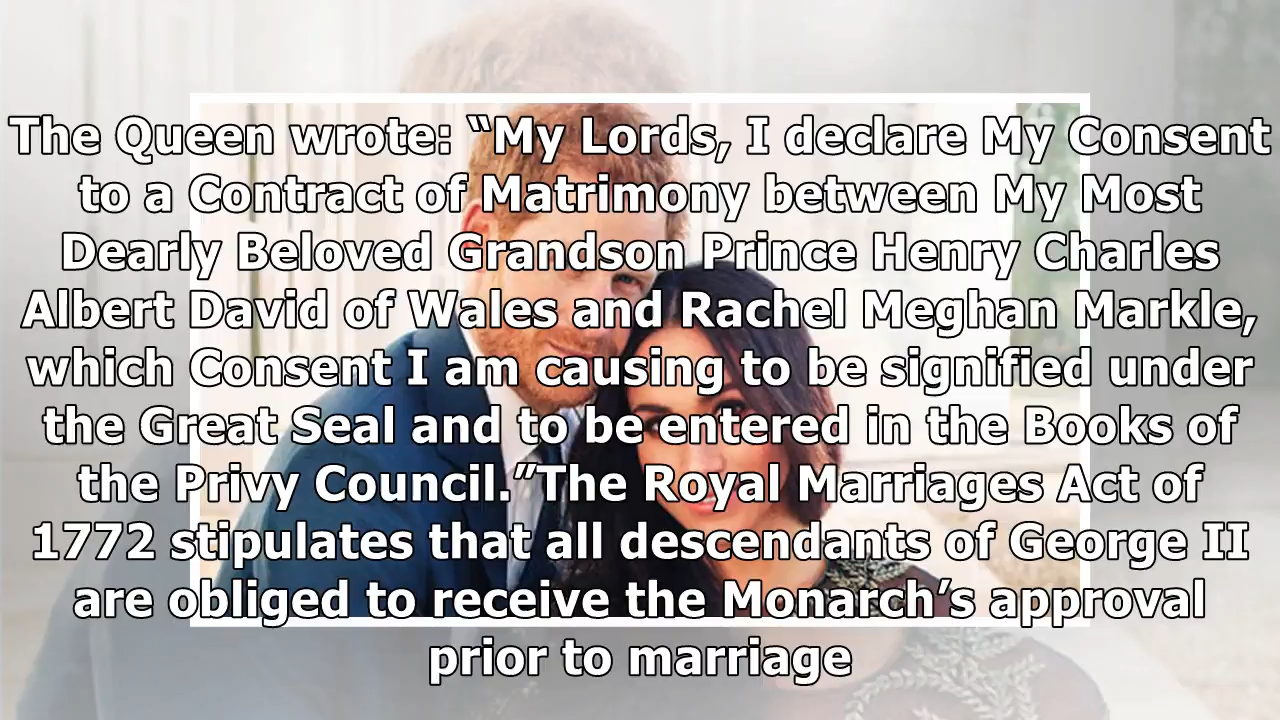 The Queen wrote: “My Lords, I declare My Consent
to a Contract of Matrimony between My Most
Dearly Beloved Grandson Prince Henry Charles
Albert David of Wales and Rachel Meghan Markle,
which Consent I am causing to be signified under
the Great Seal and to be entered in the Books of
the Privy Council.”The Royal Marriages Act of
1772 stipulates that all descendants of George II
are obliged to receive the Monarch’s approval
prior to marriage